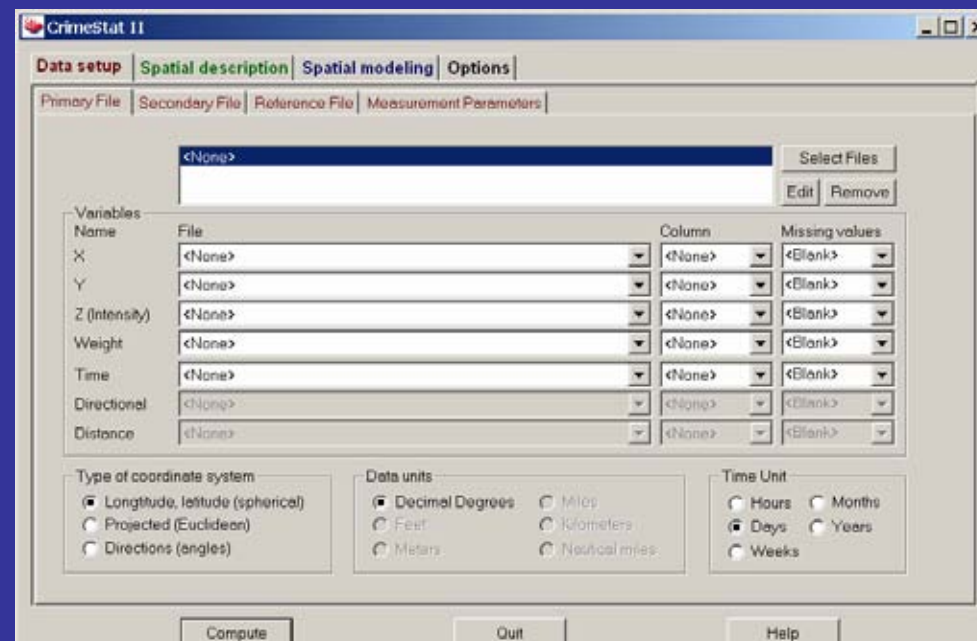 CrimeStat II
Data setup Spatial description Spatial modeling Options
Primary File Secondary File Reference File Measurement Parameters
<None> Select Files
Edit Remove
Variables
Name File Column Missing values
X <None> <None> <Blank>
Y <None> <None> <Blank>
Z (Intensity) <None> <None> <Blank>
Weight <None> <None> <Blank>
Time <None> <None> <Blank>
Directional <None> <None> <Blank>
Distance <None> <None> <Blank>
Type of coordinate system Data units Time Unit
Longtitude, latitude (spherical) Decimal Degrees Miles Hours Months
Projected (Euclidean) Feet Kilometers Days Years
Directions (angles) Meters Nautical miles Weeks
Compute Quit Help